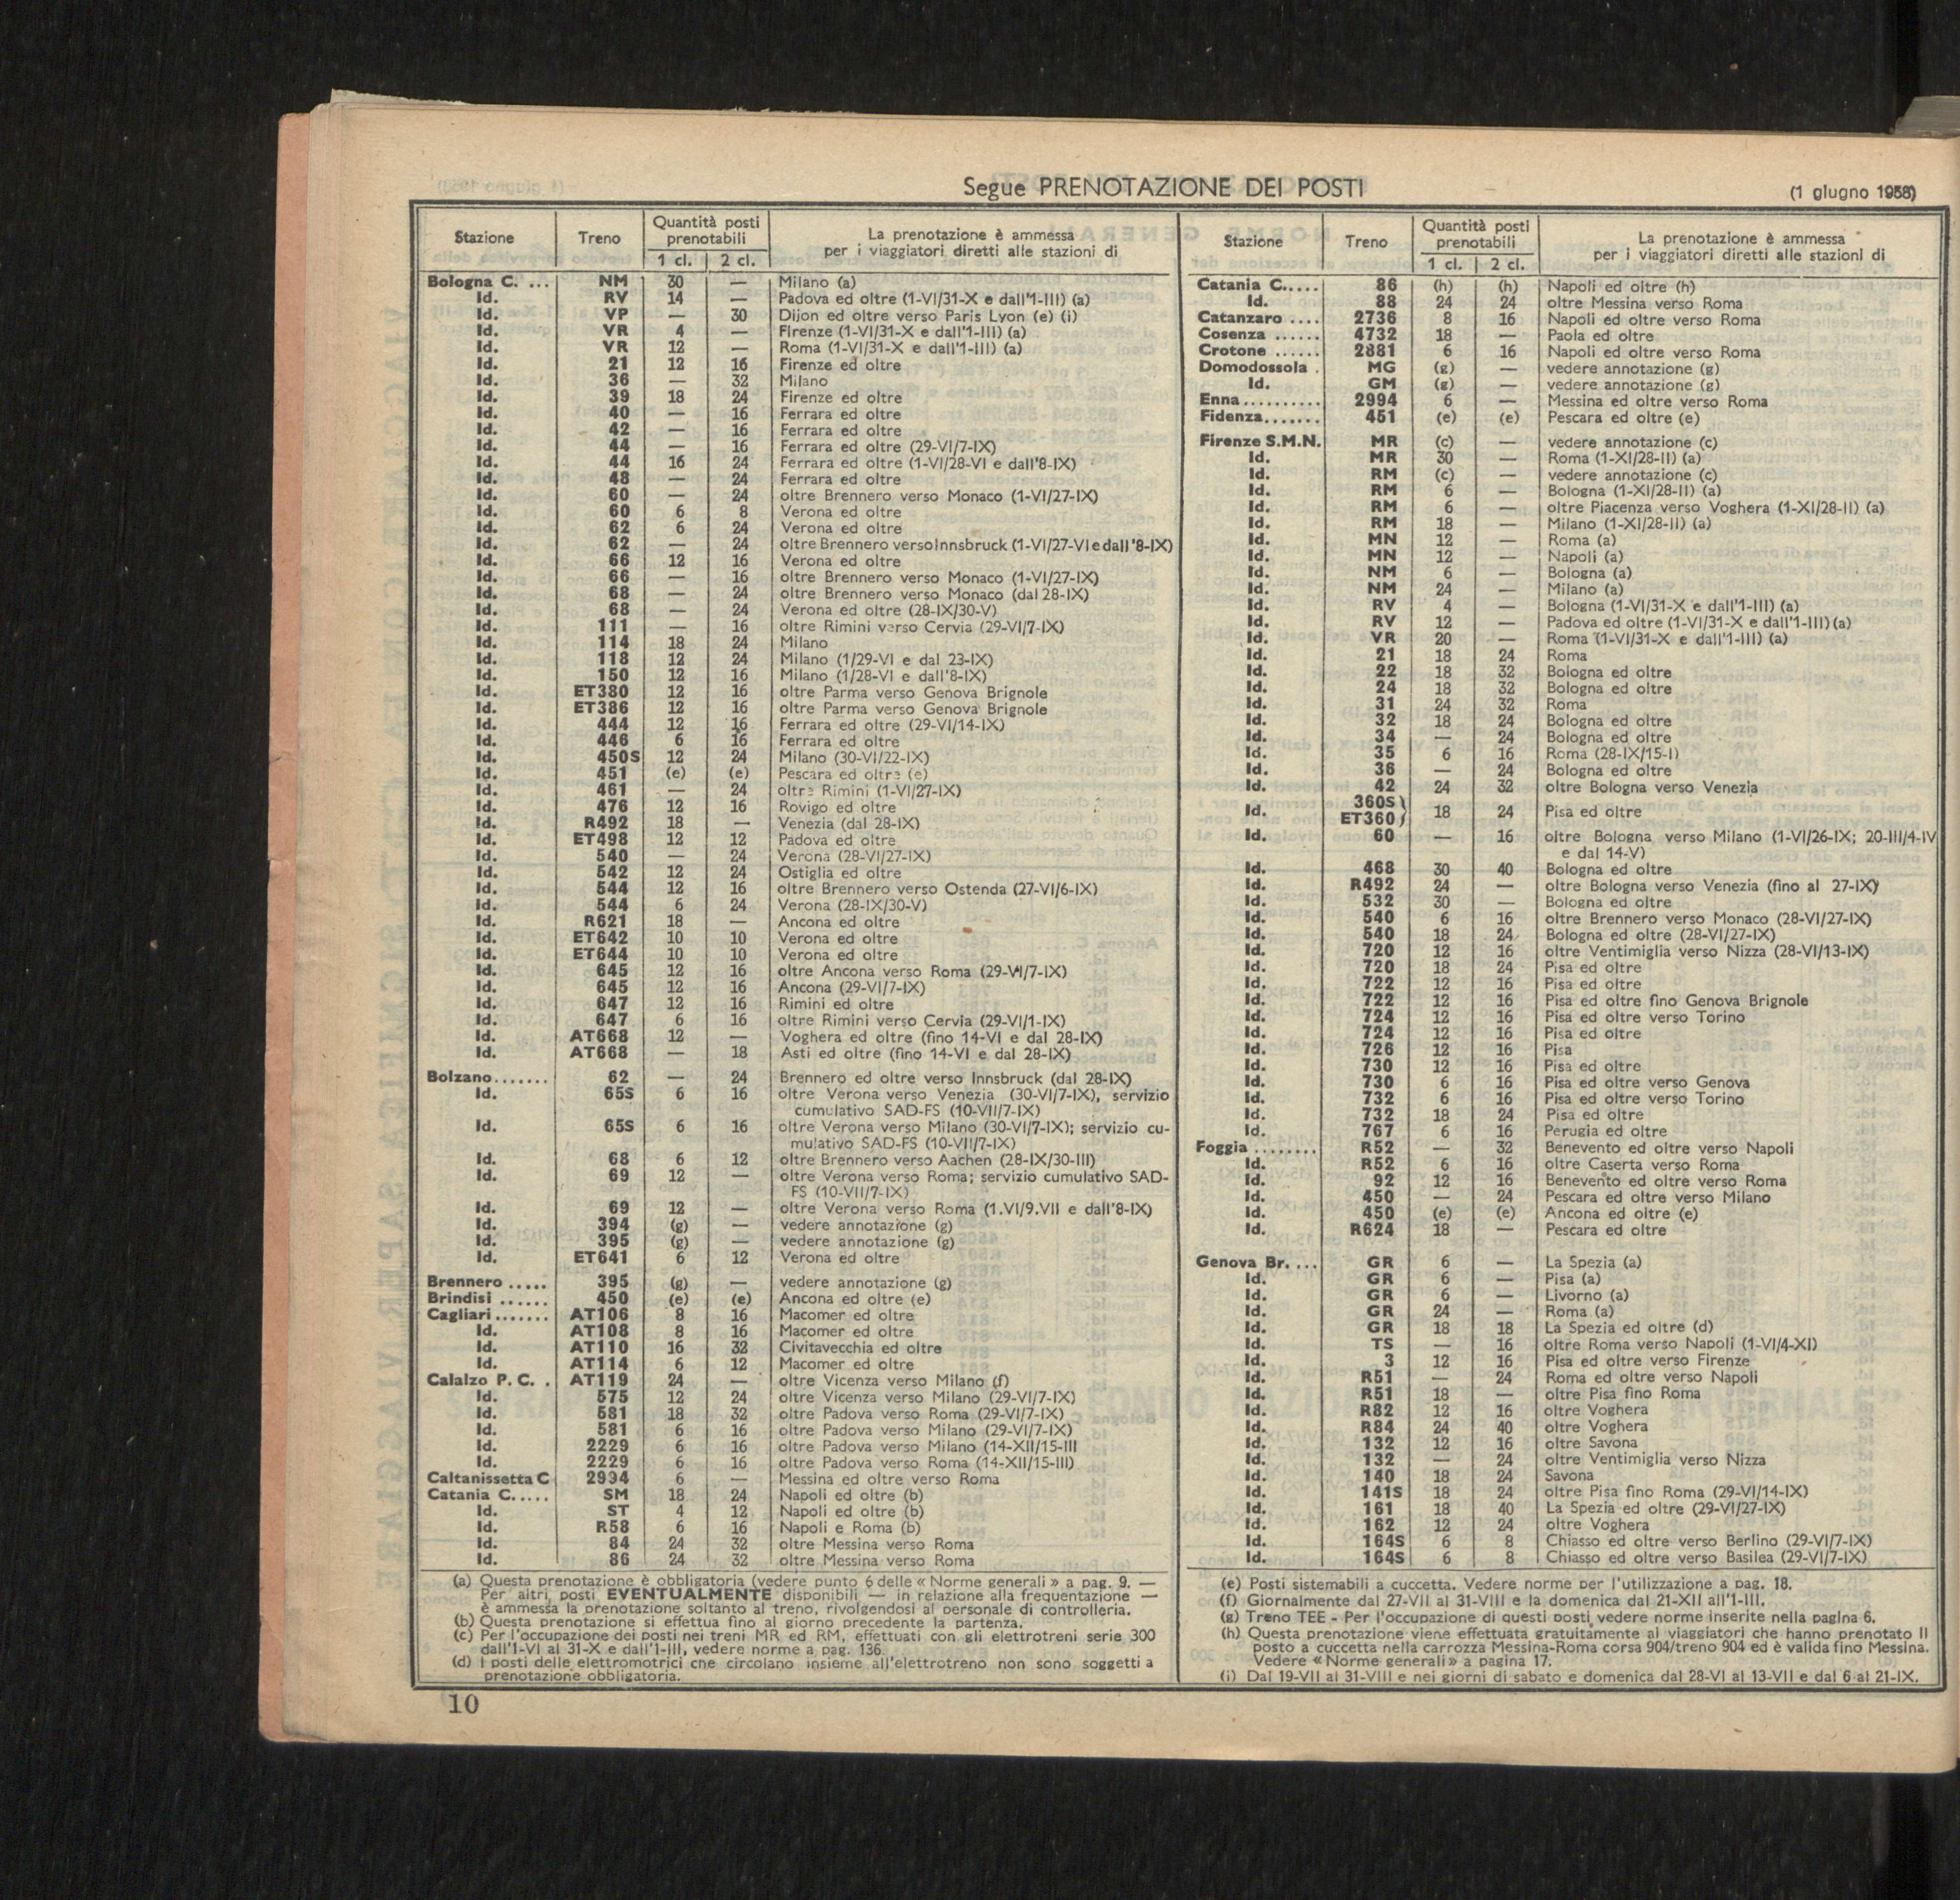 Segue PRENOTAZIONE DEI POSTI
(1 giugno 1958)
Stazione Treno Quantità posti prenotabili 1 cl. 2 cl. La prenotazione è ammessa per i viaggiatori diretti alle stazioni di
Bologna C. ... NM 30 — Milano (a)
Id. RV 14 — Padova ed oltre (1-VI/31-X e dall'1-III) (a)
Id. VP — 30 Dijon ed oltre verso Paris Lyon (e) (i)
Id. VR 4 — Firenze (1-VI/31-X e dall'1-III) (a)
Id. VR 12 — Roma (1-VI/31-X e dall'1-III) (a)
Id. 21 12 16 Firenze ed oltre
Id. 36 — 32 Milano
Id. 39 18 24 Firenze ed oltre
Id. 40 — 16 Ferrara ed oltre
Id. 42 — 16 Ferrara ed oltre
Id. 44 — 16 Ferrara ed oltre (29-VI/7-IX)
Id. 44 16 24 Ferrara ed oltre (1-VI/28-VI e dall'8-IX)
Id. 48 — 24 Ferrara ed oltre
Id. 60 — 24 oltre Brennero verso Monaco (1-VI/27-IX)
Id. 60 6 8 Verona ed oltre
Id. 62 6 24 Verona ed oltre
Id. 62 — 24 oltre Brennero verso Innsbruck (1-VI/27-VI e dall'8-IX)
Id. 66 12 16 Verona ed oltre
Id. 66 — 16 oltre Brennero verso Monaco (1-VI/27-IX)
Id. 68 — 24 oltre Brennero verso Monaco (dal 28-IX)
Id. 68 — 24 Verona ed oltre (28-IX/30-V)
Id. 111 — 16 oltre Rimini verso Cervia (29-VI/7-IX)
Id. 114 18 24 Milano
Id. 118 12 24 Milano (1/29-VI e dal 23-IX)
Id. 150 12 16 Milano (1/28-VI e dall'8-IX)
Id. ET380 12 16 oltre Parma verso Genova Brignole
Id. ET386 12 16 oltre Parma verso Genova Brignole
Id. 444 12 16 Ferrara ed oltre (29-VI/14-IX)
Id. 446 6 16 Ferrara ed oltre
Id. 450S 12 24 Milano (30-VI/22-IX)
Id. 451 (e) (e) Pescara ed oltre (e)
Id. 461 — 24 oltre Rimini (1-VI/27-IX)
Id. 476 12 16 Rovigo ed oltre
Id. R492 18 — Venezia (dal 28-IX)
Id. ET498 12 12 Padova ed oltre
Id. 540 — 24 Verona (28-VI/27-IX)
Id. 542 12 24 Ostiglia ed oltre
Id. 544 12 16 oltre Brennero verso Ostenda (27-VI/6-IX)
Id. 544 6 24 Verona (28-IX/30-V)
Id. R621 18 — Ancona ed oltre
Id. ET642 10 10 Verona ed oltre
Id. ET644 10 10 Verona ed oltre
Id. 645 12 16 oltre Ancona verso Roma (29-VI/7-IX)
Id. 645 12 16 Ancona (29-VI/7-IX)
Id. 647 12 16 Rimini ed oltre
Id. 647 6 16 oltre Rimini verso Cervia (29-VI/1-IX)
Id. AT668 12 — Voghera ed oltre (fino 14-VI e dal 28-IX)
Id. AT668 — 18 Asti ed oltre (fino 14-VI e dal 28-IX)
Bolzano....... 62 — 24 Brennero ed oltre verso Innsbruck (dal 28-IX)
Id. 65S 6 16 oltre Verona verso Venezia (30-VI/7-IX), servizio
cumulativo SAD-FS (10-VII/7-IX)
Id. 65S 6 16 oltre Verona verso Milano (30-VI/7-IX); servizio cu-
mulativo SAD-FS (10-VII/7-IX)
Id. 68 6 12 oltre Brennero verso Aachen (28-IX/30-III)
Id. 69 12 — oltre Verona verso Roma; servizio cumulativo SAD-
FS (10-VII/7-IX)
Id. 69 12 — oltre Verona verso Roma (1.VI/9.VII e dall'8-IX)
Id. 394 (g) — vedere annotazione (g)
Id. 395 (g) — vedere annotazione (g)
Id. ET641 6 12 Verona ed oltre
Brennero ..... 395 (g) — vedere annotazione (g)
Brindisi ...... 450 (e) (e) Ancona ed oltre (e)
Cagliari....... AT106 8 16 Macomer ed oltre
Id. AT108 8 16 Macomer ed oltre
Id. AT110 16 32 Civitavecchia ed oltre
Id. AT114 6 12 Macomer ed oltre
Calalzo P. C. . AT119 24 — oltre Vicenza verso Milano (f)
Id. 575 12 24 oltre Vicenza verso Milano (29-VI/7-IX)
Id. 581 18 32 oltre Padova verso Roma (29-VI/7-IX)
Id. 581 6 16 oltre Padova verso Milano (29-VI/7-IX)
Id. 2229 6 16 oltre Padova verso Milano (14-XII/15-III
Id. 2229 6 16 oltre Padova verso Roma (14-XII/15-III)
Caltanissetta C 2994 6 — Messina ed oltre verso Roma
Catania C..... SM 18 24 Napoli ed oltre (b)
Id. ST 4 12 Napoli ed oltre (b)
Id. R58 6 16 Napoli e Roma (b)
Id. 84 24 32 oltre Messina verso Roma
Id. 86 24 32 oltre Messina verso Roma
(a) Questa prenotazione è obbligatoria (vedere punto 6 delle « Norme generali » a pag. 9. —
Per altri posti EVENTUALMENTE disponibili — in relazione alla frequentazione —
è ammessa la prenotazione soltanto al treno, rivolgendosi al personale di controlleria.
(b) Questa prenotazione si effettua fino al giorno precedente la partenza.
(c) Per l'occupazione dei posti nei treni MR ed RM, effettuati con gli elettrotreni serie 300
dall'1-VI al 31-X e dall'1-III, vedere norme a pag. 136.
(d) I posti delle elettromotrici che circolano insieme all'elettrotreno non sono soggetti a
prenotazione obbligatoria.
10
Stazione Treno Quantità posti prenotabili 1 cl. 2 cl. La prenotazione è ammessa per i viaggiatori diretti alle stazioni di
Catania C..... 86 (h) (h) Napoli ed oltre (h)
Id. 88 24 24 oltre Messina verso Roma
Catanzaro .... 2736 8 16 Napoli ed oltre verso Roma
Cosenza ...... 4732 18 — Paola ed oltre
Crotone ...... 2881 6 16 Napoli ed oltre verso Roma
Domodossola . MG (g) — vedere annotazione (g)
Id. GM (g) — vedere annotazione (g)
Enna.......... 2994 6 — Messina ed oltre verso Roma
Fidenza....... 451 (e) (e) Pescara ed oltre (e)
Firenze S.M.N. MR (c) — vedere annotazione (c)
Id. MR 30 — Roma (1-XI/28-II) (a)
Id. RM (c) — vedere annotazione (c)
Id. RM 6 — Bologna (1-XI/28-II) (a)
Id. RM 6 — oltre Piacenza verso Voghera (1-XI/28-II) (a)
Id. RM 18 — Milano (1-XI/28-II) (a)
Id. MN 12 — Roma (a)
Id. MN 12 — Napoli (a)
Id. NM 6 — Bologna (a)
Id. NM 24 — Milano (a)
Id. RV 4 — Bologna (1-VI/31-X e dall'1-III) (a)
Id. RV 12 — Padova ed oltre (1-VI/31-X e dall'1-III) (a)
Id. VR 20 — Roma (1-VI/31-X e dall'1-III) (a)
Id. 21 18 24 Roma
Id. 22 18 32 Bologna ed oltre
Id. 24 18 32 Bologna ed oltre
Id. 31 24 32 Roma
Id. 32 18 24 Bologna ed oltre
Id. 34 — 24 Bologna ed oltre
Id. 35 6 16 Roma (28-IX/15-I)
Id. 36 — 24 Bologna ed oltre
Id. 42 24 32 oltre Bologna verso Venezia
Id. 360S ET360 } 18 24 Pisa ed oltre
Id. 60 — 16 oltre Bologna verso Milano (1-VI/26-IX; 20-III/4-IV
e dal 14-V)
Id. 468 30 40 Bologna ed oltre
Id. R492 24 — oltre Bologna verso Venezia (fino al 27-IX)
Id. 532 30 — Bologna ed oltre
Id. 540 6 16 oltre Brennero verso Monaco (28-VI/27-IX)
Id. 540 18 24 Bologna ed oltre (28-VI/27-IX)
Id. 720 12 16 oltre Ventimiglia verso Nizza (28-VI/13-IX)
Id. 720 18 24 Pisa ed oltre
Id. 722 12 16 Pisa ed oltre
Id. 722 12 16 Pisa ed oltre fino Genova Brignole
Id. 724 12 16 Pisa ed oltre verso Torino
Id. 724 12 16 Pisa ed oltre
Id. 726 12 16 Pisa
Id. 730 12 16 Pisa ed oltre
Id. 730 6 16 Pisa ed oltre verso Genova
Id. 732 6 16 Pisa ed oltre verso Torino
Id. 732 18 24 Pisa ed oltre
Id. 767 6 16 Perugia ed oltre
Foggia ........ R52 — 32 Benevento ed oltre verso Napoli
Id. R52 6 16 oltre Caserta verso Roma
Id. 92 12 16 Benevento ed oltre verso Roma
Id. 450 — 24 Pescara ed oltre verso Milano
Id. 450 (e) (e) Ancona ed oltre (e)
Id. R624 18 — Pescara ed oltre
Genova Br. ... GR 6 — La Spezia (a)
Id. GR 6 — Pisa (a)
Id. GR 6 — Livorno (a)
Id. GR 24 — Roma (a)
Id. GR 18 18 La Spezia ed oltre (d)
Id. TS — 16 oltre Roma verso Napoli (1-VI/4-XI)
Id. 3 12 16 Pisa ed oltre verso Firenze
Id. R51 — 24 Roma ed oltre verso Napoli
Id. R51 18 — oltre Pisa fino Roma
Id. R82 12 16 oltre Voghera
Id. R84 24 40 oltre Voghera
Id. 132 12 16 oltre Savona
Id. 132 — 24 oltre Ventimiglia verso Nizza
Id. 140 18 24 Savona
Id. 141S 18 24 oltre Pisa fino Roma (29-VI/14-IX)
Id. 161 18 40 La Spezia ed oltre (29-VI/27-IX)
Id. 162 12 24 oltre Voghera
Id. 164S 6 8 Chiasso ed oltre verso Berlino (29-VI/7-IX)
Id. 164S 6 8 Chiasso ed oltre verso Basilea (29-VI/7-IX)
(e) Posti sistemabili a cuccetta. Vedere norme per l'utilizzazione a pag. 18.
(f) Giornalmente dal 27-VII al 31-VIII e la domenica dal 21-XII all'1-III.
(g) Treno TEE - Per l'occupazione di questi posti vedere norme inserite nella pagina 6.
(h) Questa prenotazione viene effettuata gratuitamente al viaggiatori che hanno prenotato il
posto a cuccetta nella carrozza Messina-Roma corsa 904/treno 904 ed è valida fino Messina.
Vedere « Norme generali » a pagina 17.
(i) Dal 19-VII al 31-VIII e nei giorni di sabato e domenica dal 28-VI al 13-VII e dal 6 al 21-IX.